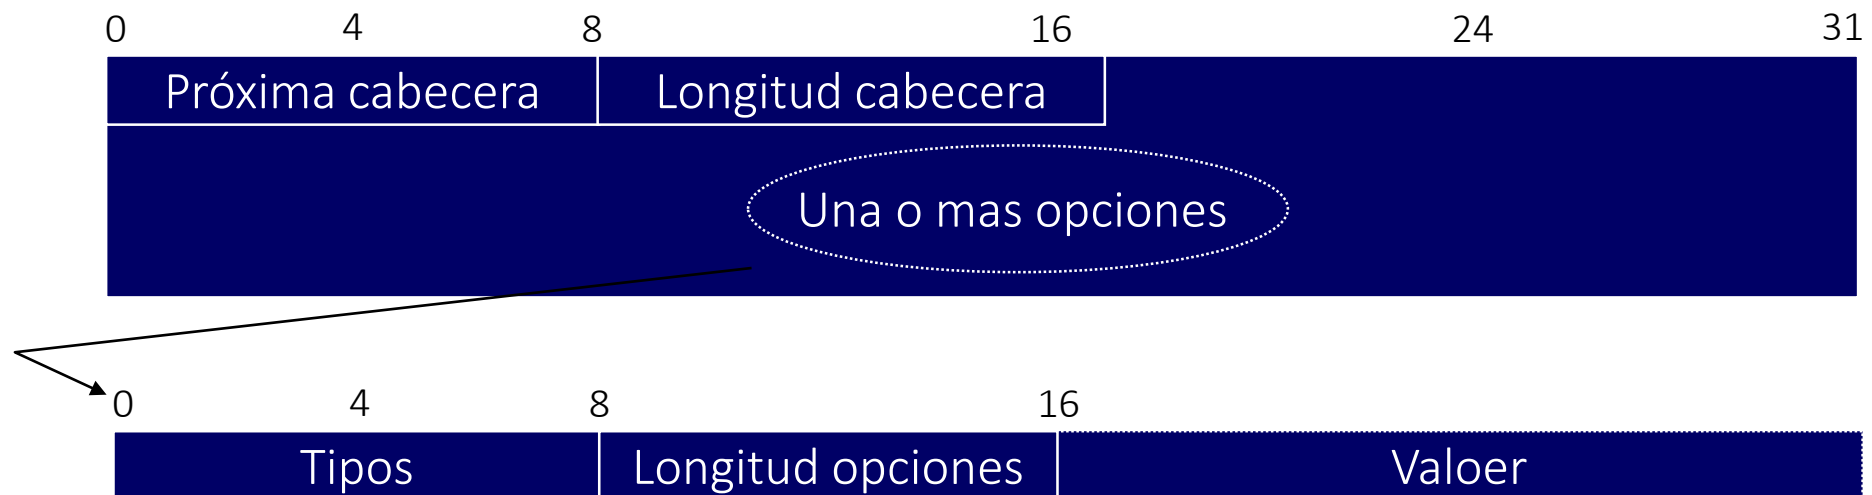 0 4 8 16 24 31
Próxima cabecera Longitud cabecera
Una o mas opciones
0 4 8 16
Tipos Longitud opciones Valoer